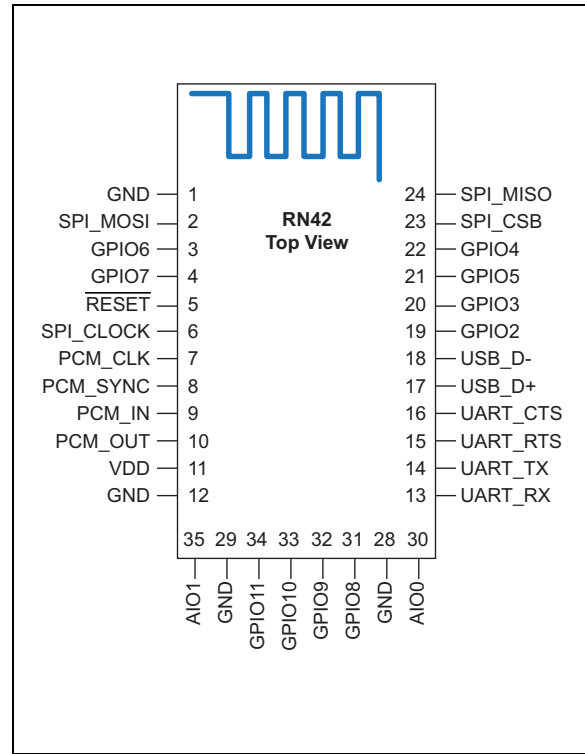 RN42
Top View
GND 1
SPI_MOSI 2
GPIO6 3
GPIO7 4
RESET 5
SPI_CLOCK 6
PCM_CLK 7
PCM_SYNC 8
PCM_IN 9
PCM_OUT 10
VDD 11
GND 12
24 SPI_MISO
23 SPI_CSB
22 GPIO4
21 GPIO5
20 GPIO3
19 GPIO2
18 USB_D-
17 USB_D+
16 UART_CTS
15 UART_RTS
14 UART_TX
13 UART_RX
35 29 34 33 32 31 28 30
AIO1
GND
GPIO11
GPIO10
GPIO9
GPIO8
GND
AIO0